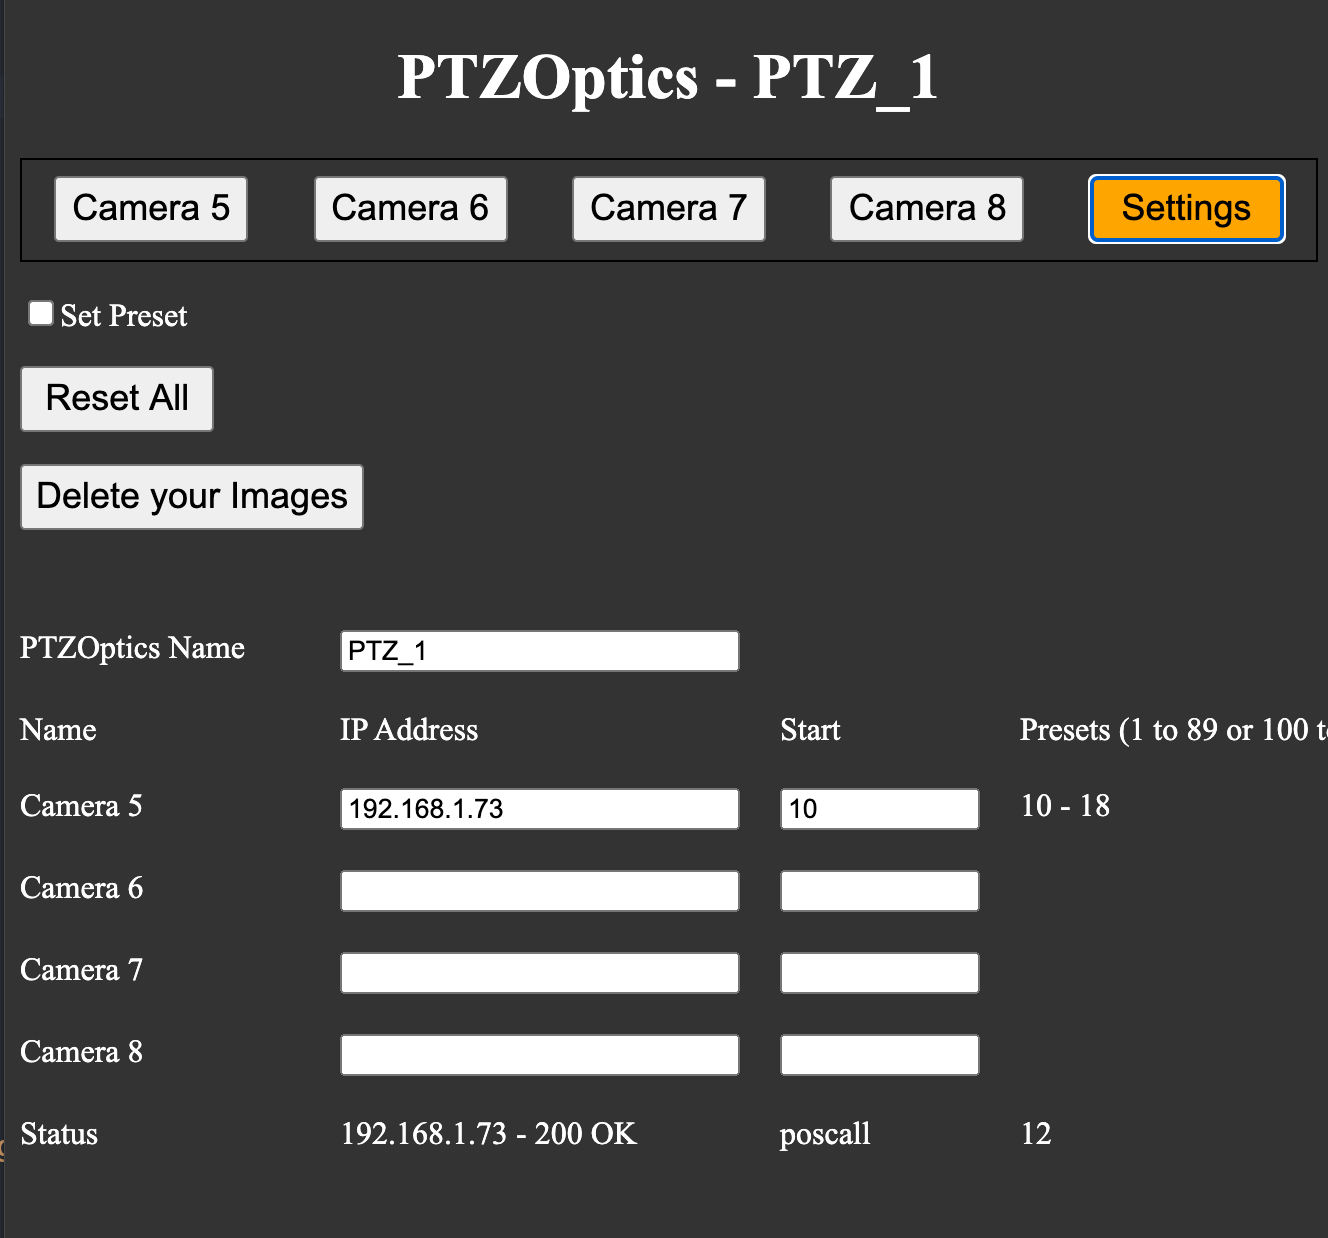 PTZOptics - PTZ_1
Camera 5 Camera 6 Camera 7 Camera 8 Settings
Set Preset
Reset All
Delete your Images
PTZOptics Name PTZ_1
Name IP Address Start Presets (1 to 89 or 100
Camera 5 192.168.1.73 10 10 - 18
Camera 6
Camera 7
Camera 8
Status 192.168.1.73 - 200 OK poscall 12